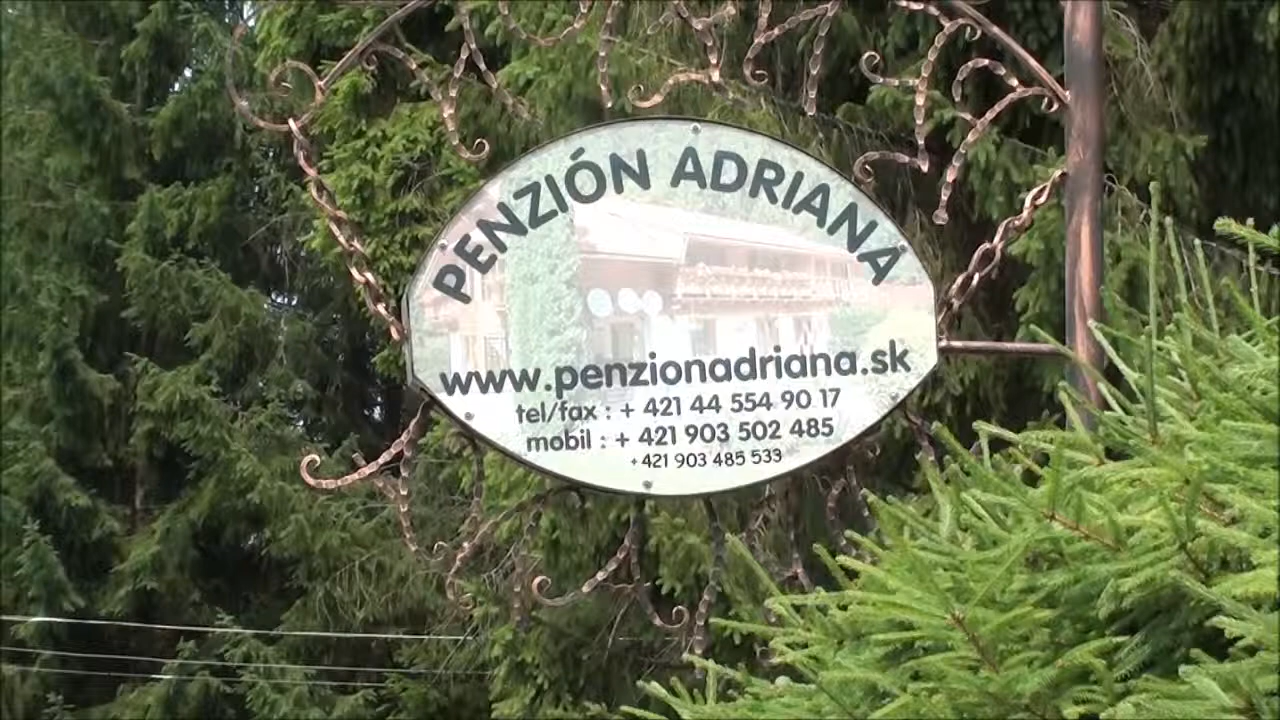 PENZIÓN ADRIANA
www.penzionadriana.sk
tel/fax : + 421 44 554 90 17
mobil : + 421 903 502 485
+421 903 485 533